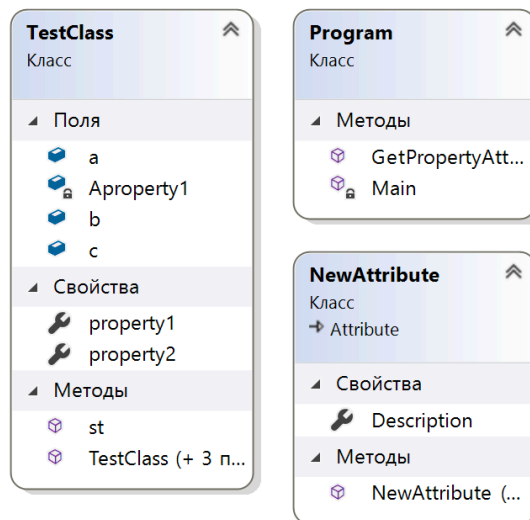 TestClass
Класс
Поля
a
Aproperty1
b
c
Свойства
property1
property2
Методы
st
TestClass (+ 3 п...
Program
Класс
Методы
GetPropertyAtt...
Main
NewAttribute
Класс
Attribute
Свойства
Description
Методы
NewAttribute (...